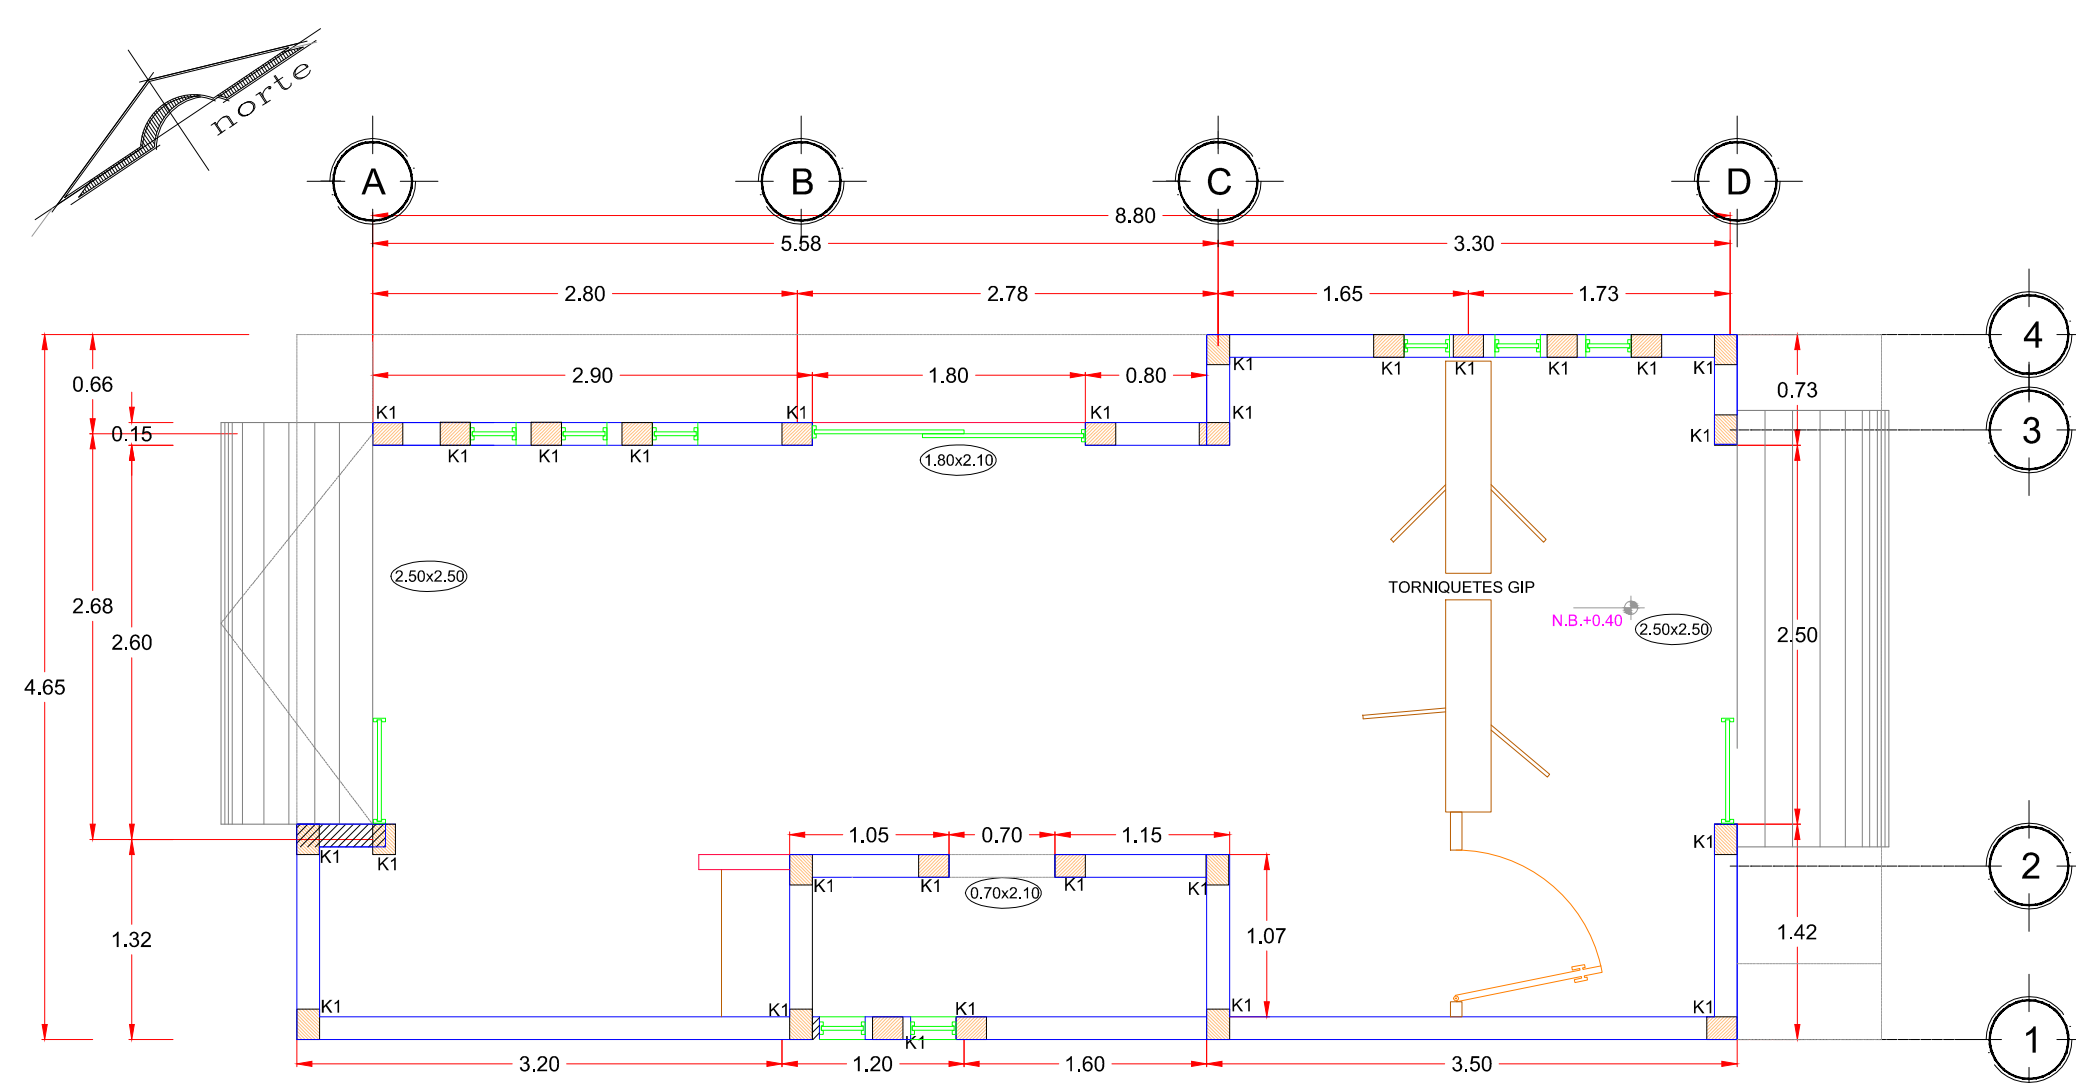 norte
A
B
C
D
8.80
5.58
3.30
2.80
2.78
1.65
1.73
4
0.66
2.90
1.80
0.80
K1
K1
K1
K1
K1
K1
0.73
K1
K1
K1
K1
3
0.15
K1
K1
K1
K1
1.80x2.10
2.50x2.50
TORNIQUETES GIP
2.68
N.B.+0.40
2.50x2.50
2.50
2.60
4.65
1.05
0.70
1.15
K1
K1
K1
2
K1
K1
K1
K1
0.70x2.10
1.32
1.07
1.42
K1
K1
K1
K1
K1
K1
1
3.20
1.20
1.60
3.50